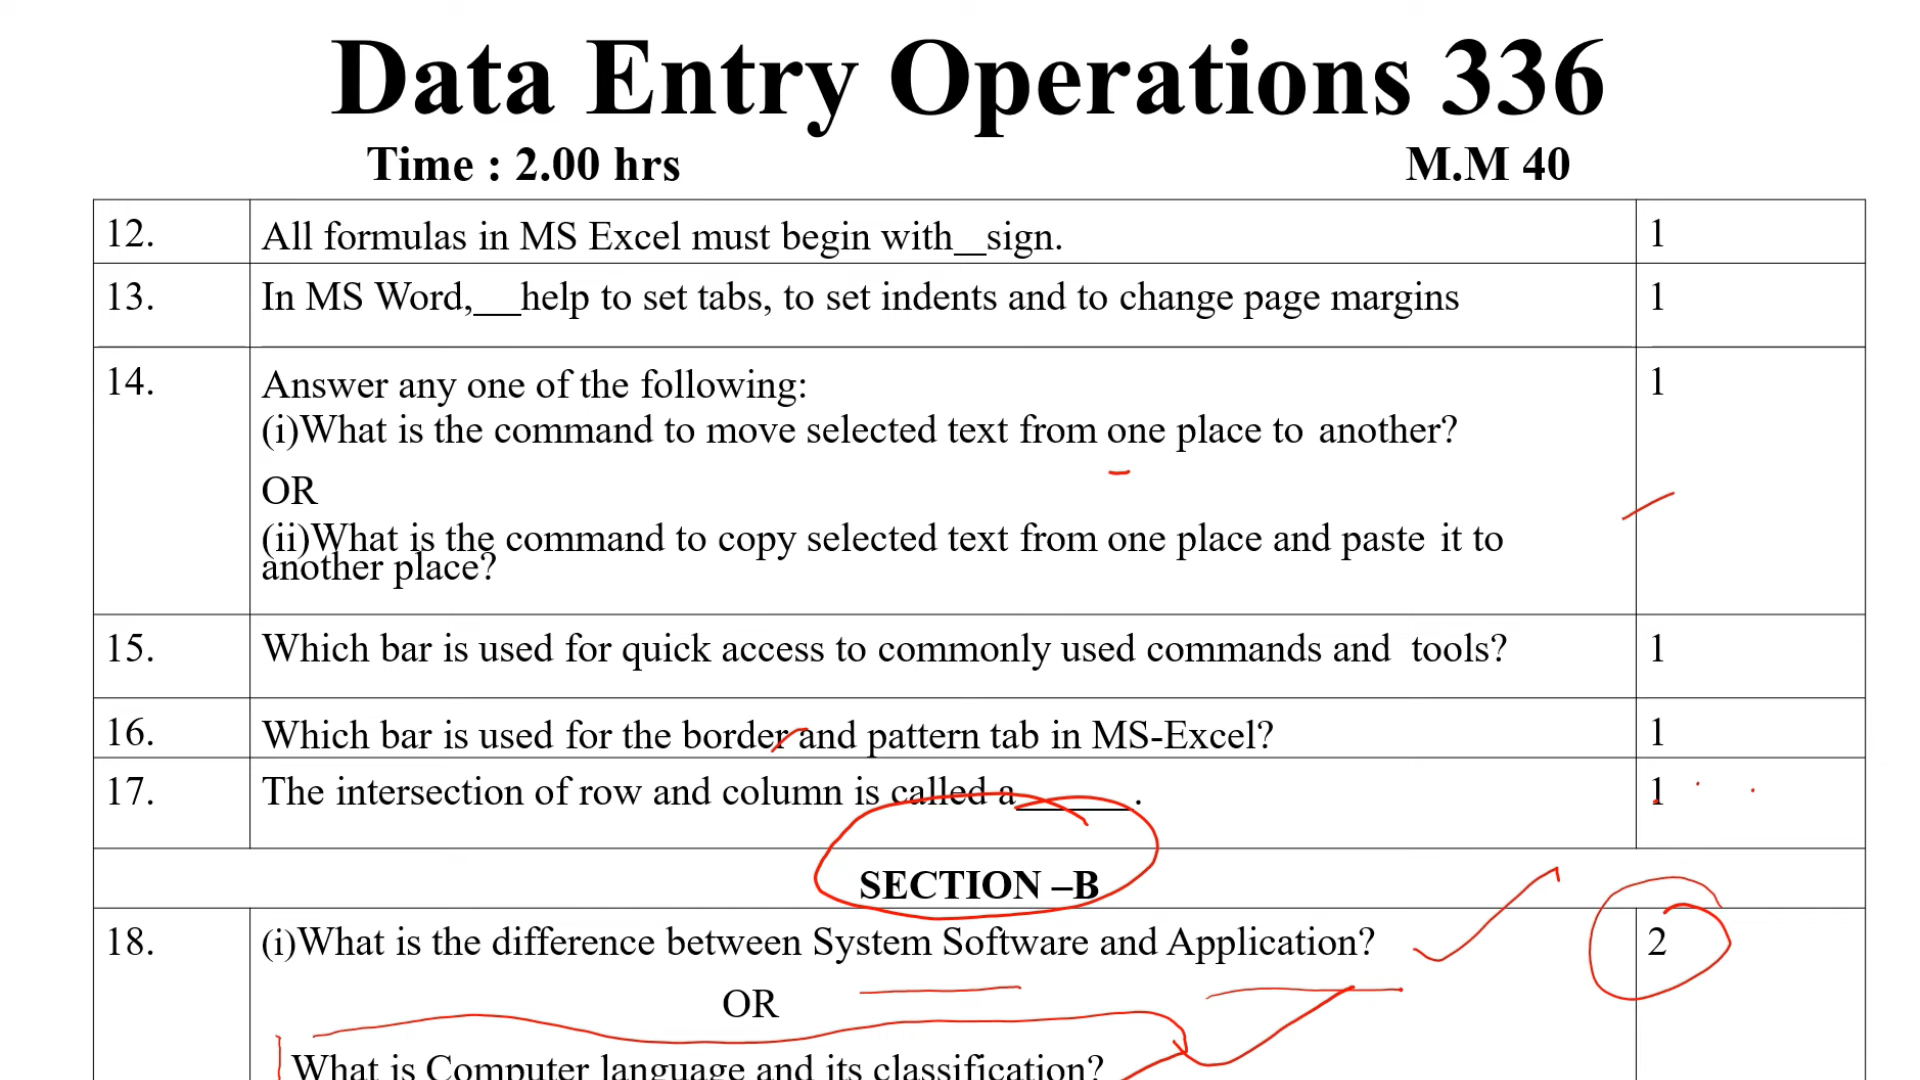 Data Entry Operations 336
Time : 2.00 hrs M.M 40
12. All formulas in MS Excel must begin with__sign. 1
13. In MS Word,___help to set tabs, to set indents and to change page margins 1
14. Answer any one of the following: 1
(i)What is the command to move selected text from one place to another?
OR
(ii)What is the command to copy selected text from one place and paste it to
another place?
15. Which bar is used for quick access to commonly used commands and tools? 1
16. Which bar is used for the border and pattern tab in MS-Excel? 1
17. The intersection of row and column is called a______. 1
SECTION –B
18. (i)What is the difference between System Software and Application? 2
OR
What is Computer language and its classification?